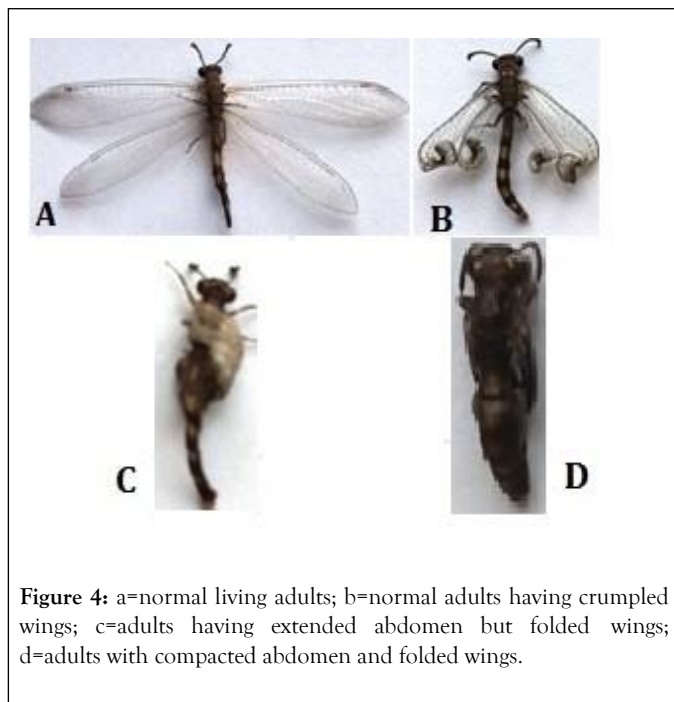 A
B
C
D
Figure 4: a=normal living adults; b=normal adults having crumpled
wings; c=adults having extended abdomen but folded wings;
d=adults with compacted abdomen and folded wings.